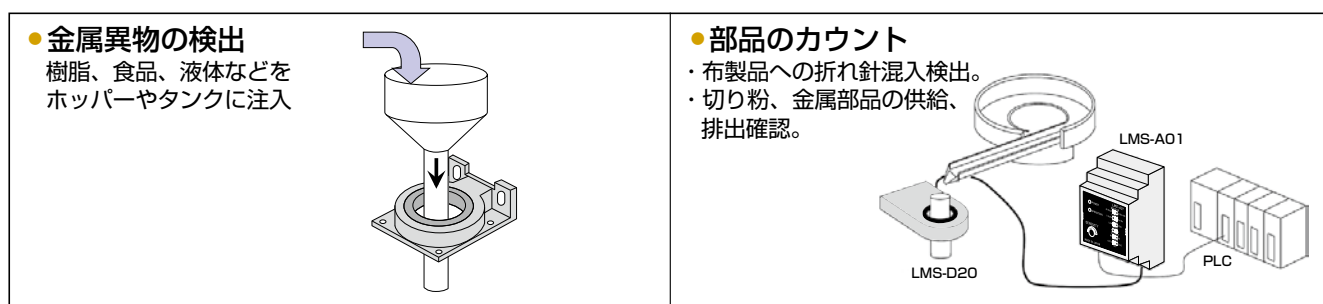 ●金属異物の検出
樹脂、食品、液体などを
ホッパーやタンクに注入
●部品のカウント
・布製品への折れ針混入検出。
・切り粉、金属部品の供給、
排出確認。
LMS-A01
LMS-D20
PLC